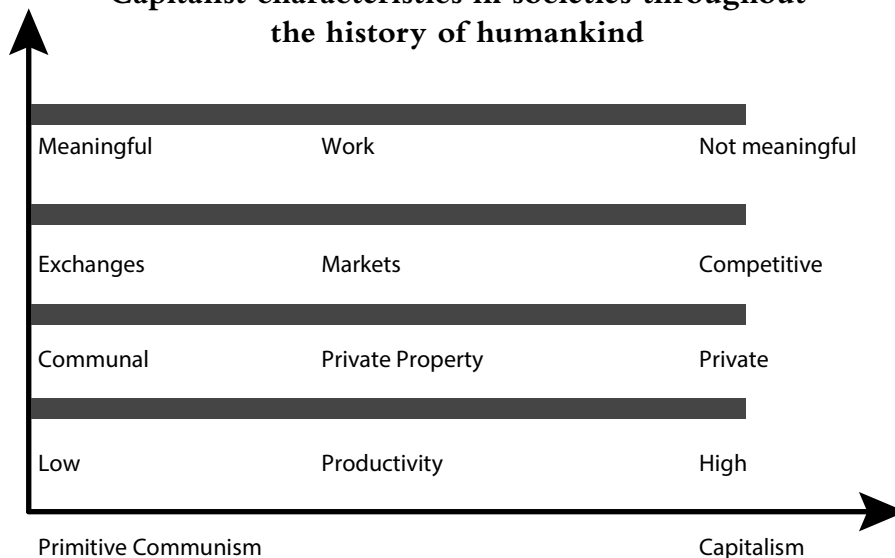 Capitalist characteristics in societies throughout
the history of humankind
Meaningful Work Not meaningful
Exchanges Markets Competitive
Communal Private Property Private
Low Productivity High
Primitive Communism Capitalism